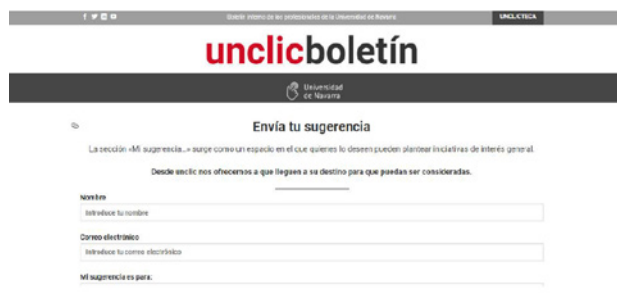 Boletín interno de los profesionales de la Universidad de Navarra
UNCLICTECA
unclicboletín
Universidad
de Navarra
Envía tu sugerencia
La sección «Mi sugerencia...» surge como un espacio en el que quienes lo deseen pueden plantear iniciativas de interés general.
Desde unclic nos ofrecemos a que lleguen a su destino para que puedan ser consideradas.
Nombre
Introduce tu nombre
Correo electrónico
Introduce tu correo electrónico
Mi sugerencia es para: